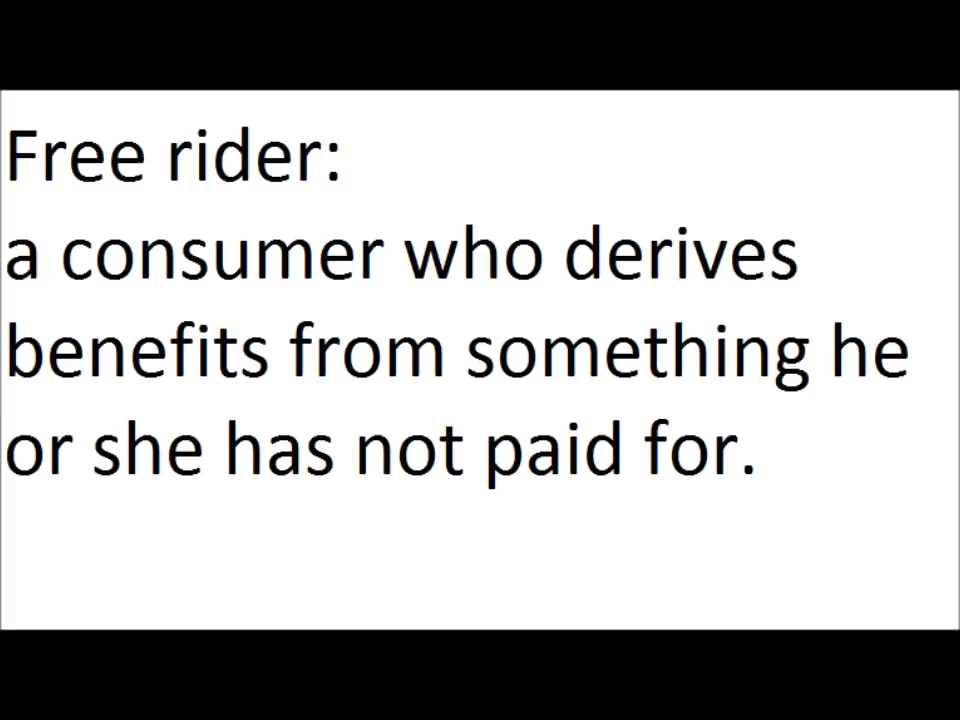 Free rider:
a consumer who derives
benefits from something he
or she has not paid for.